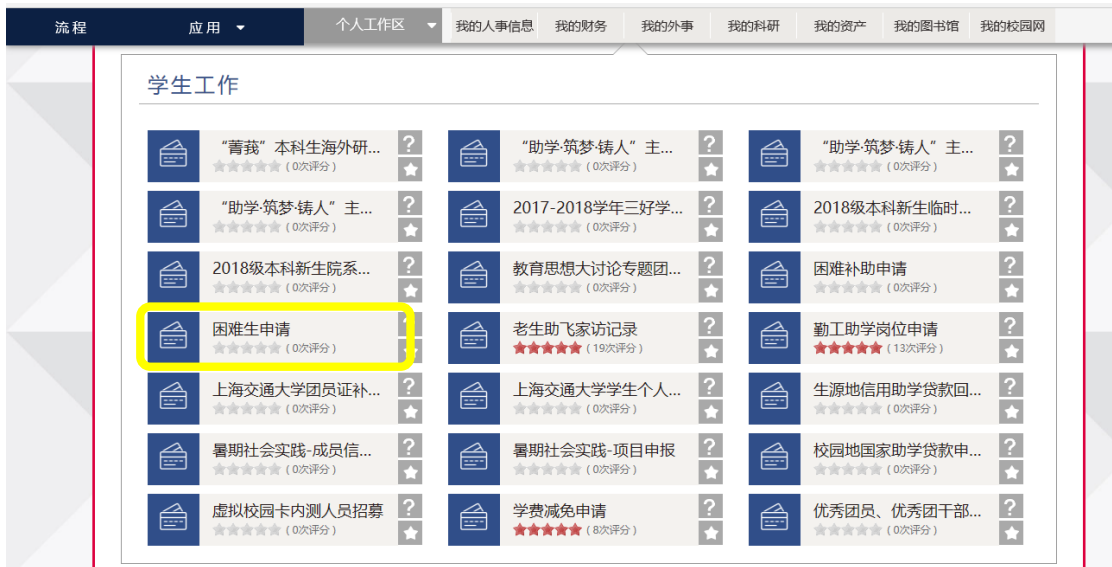 流程 应用 个人工作区 我的人事信息 我的财务 我的外事 我的科研 我的资产 我的图书馆 我的校园网
学生工作
“菁莪”本科生海外研... ?
(0次评分)
“助学·筑梦·铸人”主... ?
(0次评分)
“助学·筑梦·铸人”主... ?
(0次评分)
“助学·筑梦·铸人”主... ?
(0次评分)
2017-2018学年三好学... ?
(0次评分)
2018级本科新生临时... ?
(0次评分)
2018级本科新生院系... ?
(0次评分)
教育思想大讨论专题团... ?
(0次评分)
困难补助申请 ?
(0次评分)
困难生申请 ?
(0次评分)
老生助飞家访记录 ?
(19次评分)
勤工助学岗位申请 ?
(13次评分)
上海交通大学团员证补... ?
(0次评分)
上海交通大学学生个人... ?
(0次评分)
生源地信用助学贷款回... ?
(0次评分)
暑期社会实践-成员信... ?
(0次评分)
暑期社会实践-项目申报 ?
(0次评分)
校园地国家助学贷款申... ?
(0次评分)
虚拟校园卡内测人员招募 ?
(0次评分)
学费减免申请 ?
(8次评分)
优秀团员、优秀团干部... ?
(0次评分)